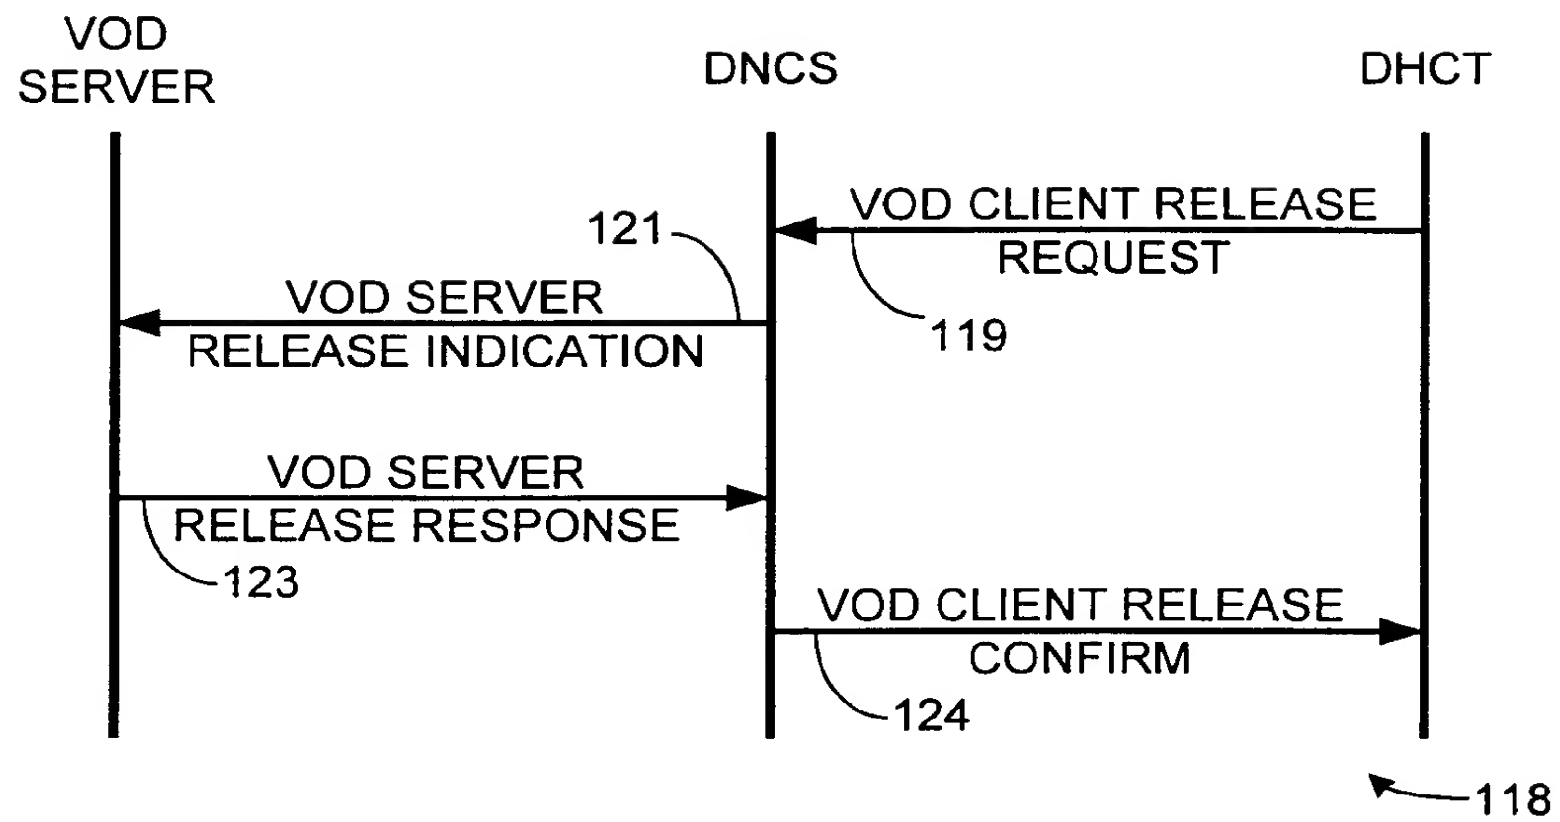 VOD
SERVER
DNCS
DHCT
VOD CLIENT RELEASE
REQUEST
119
121
VOD SERVER
RELEASE INDICATION
VOD SERVER
RELEASE RESPONSE
123
VOD CLIENT RELEASE
CONFIRM
124
118